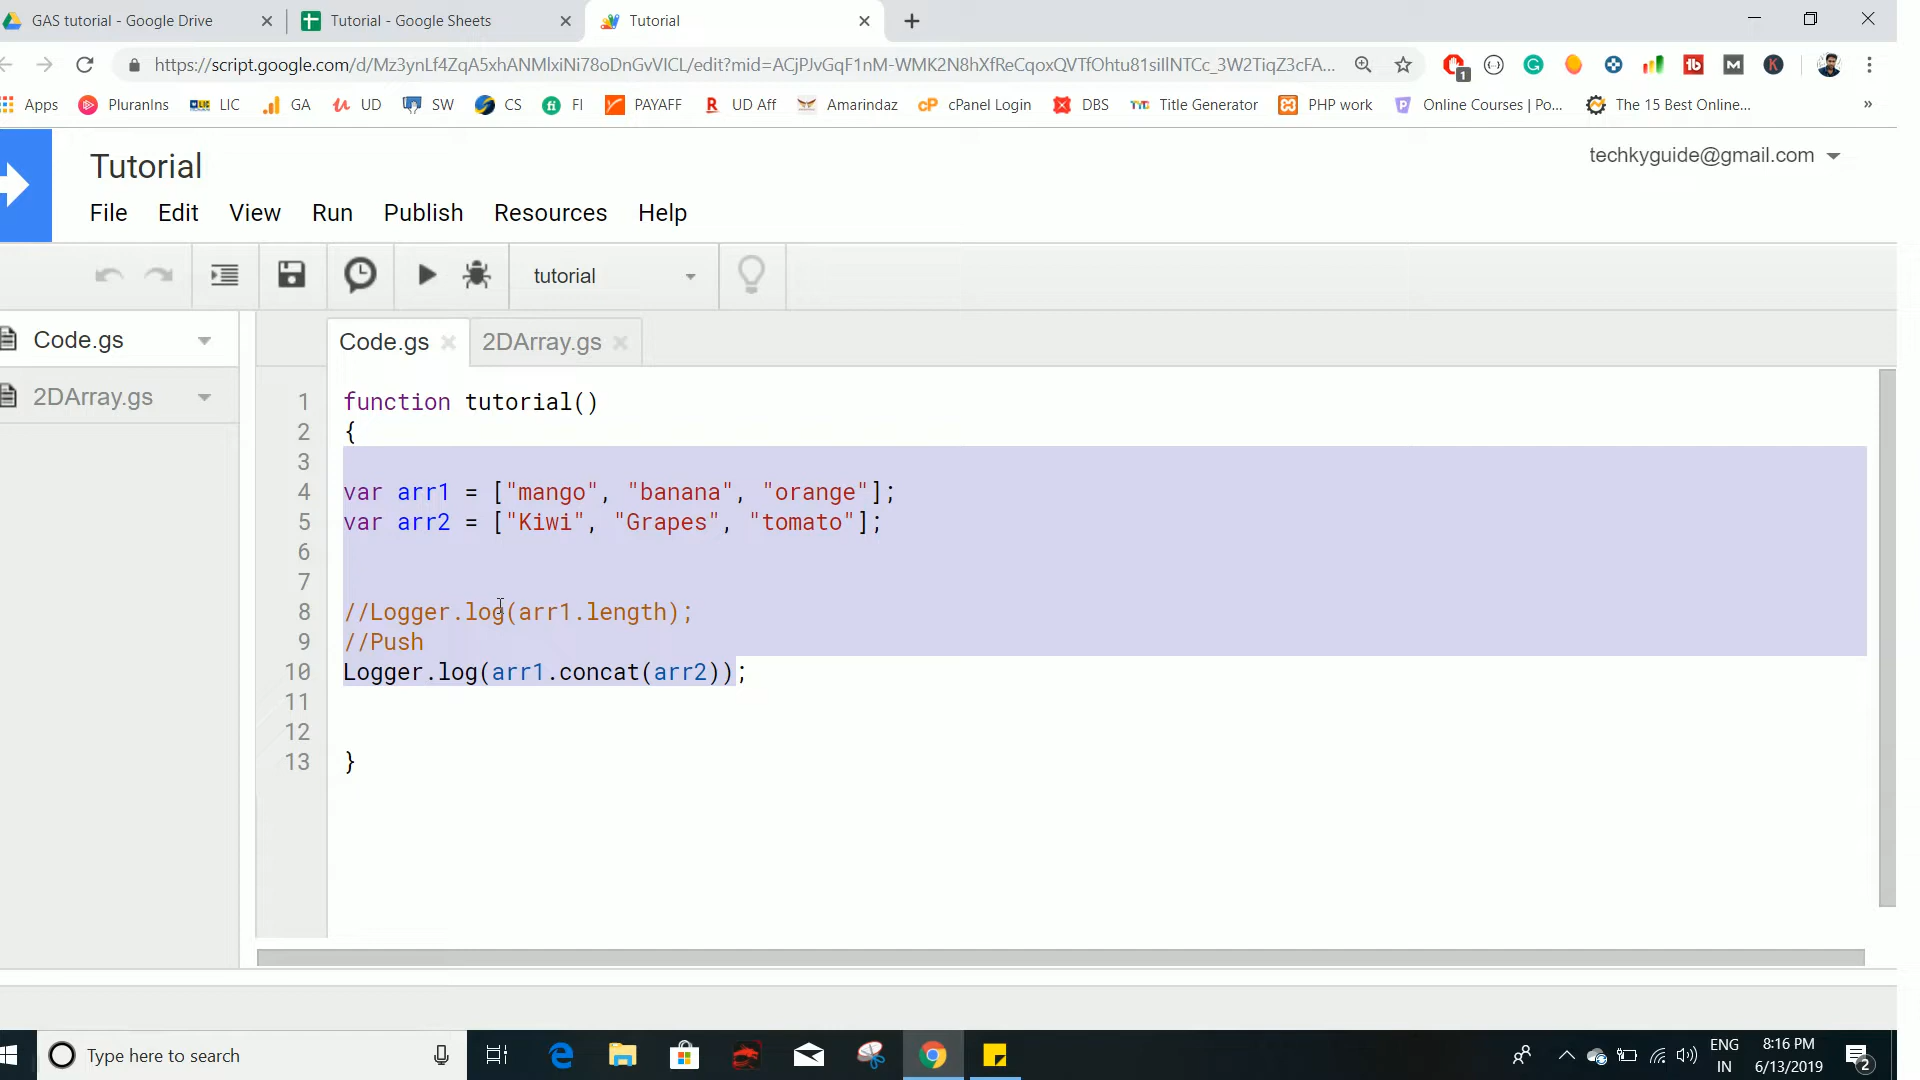 GAS tutorial - Google Drive
Tutorial - Google Sheets
Tutorial
https://script.google.com/d/Mz3ynLf4ZqA5xhANMlxiNi78oDnGvVICL/edit?mid=ACjPJvGqF1nM-WMK2N8hXfReCqoxQVTfOhtu81siIlNTCc_3W2TiqZ3cFA...
1
Apps
PluranIns
LIC
GA
UD
SW
CS
FI
PAYAFF
UD Aff
Amarindaz
cPanel Login
DBS
Title Generator
PHP work
Online Courses | Po...
The 15 Best Online...
»
Tutorial
techkyguide@gmail.com
File Edit View Run Publish Resources Help
tutorial
Code.gs
2DArray.gs
Code.gs
2DArray.gs
1 function tutorial()
2 {
3
4 var arr1 = ["mango", "banana", "orange"];
5 var arr2 = ["Kiwi", "Grapes", "tomato"];
6
7
8 //Logger.log(arr1.length);
9 //Push
10 Logger.log(arr1.concat(arr2));
11
12
13 }
Type here to search
ENG
IN
8:16 PM
6/13/2019
2